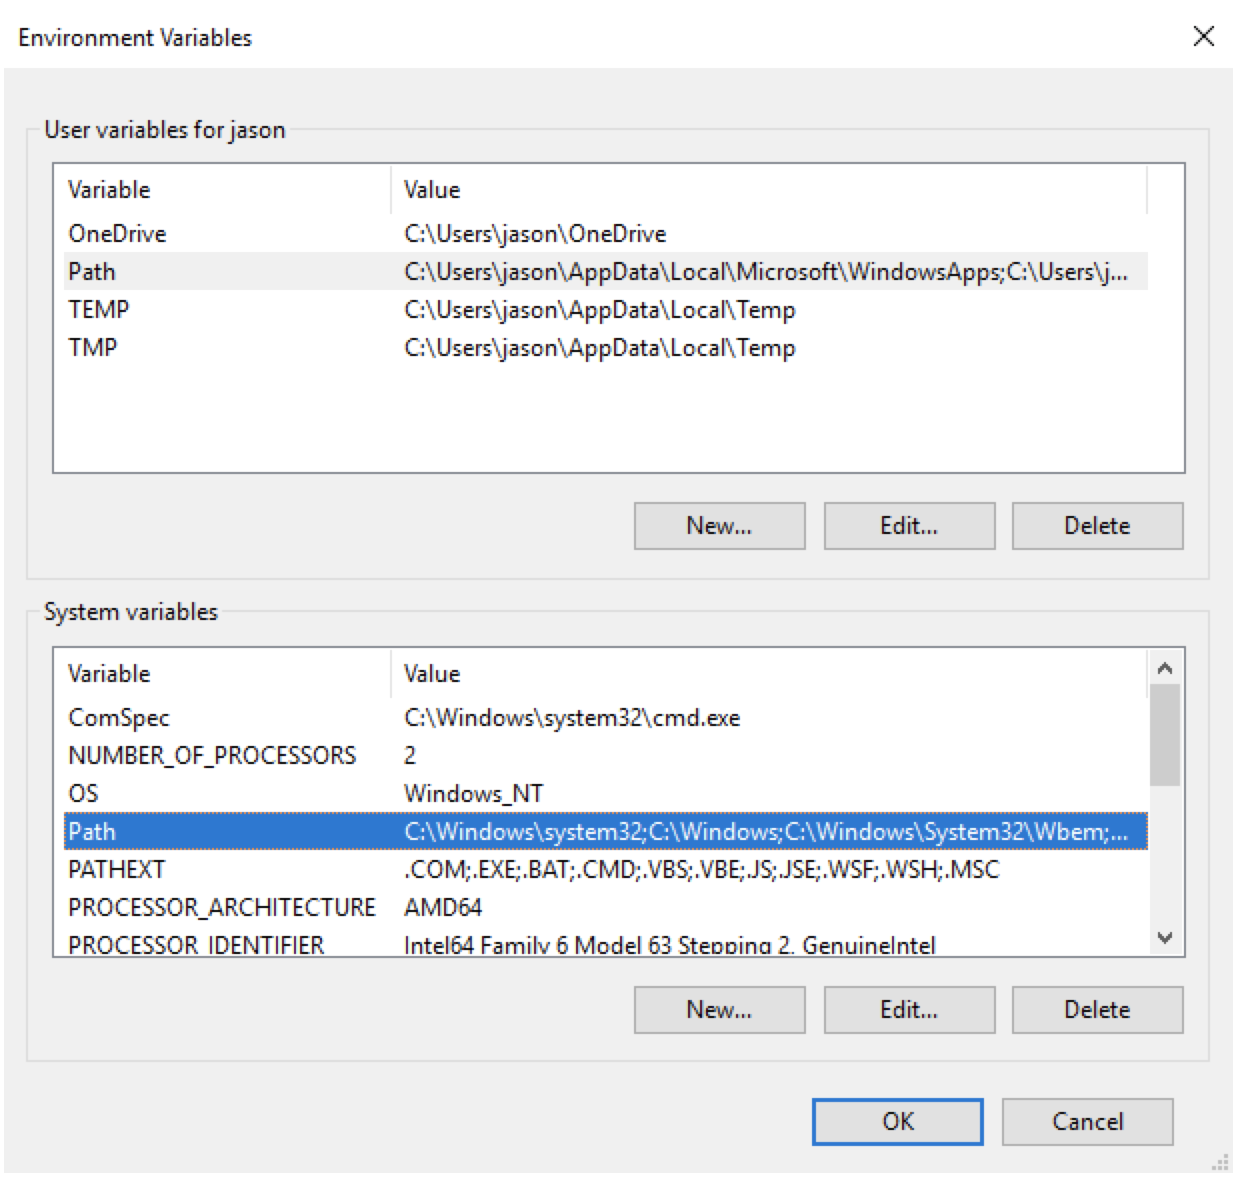 Environment Variables
User variables for jason
Variable Value
OneDrive C:\Users\jason\OneDrive
Path C:\Users\jason\AppData\Local\Microsoft\WindowsApps;C:\Users\j...
TEMP C:\Users\jason\AppData\Local\Temp
TMP C:\Users\jason\AppData\Local\Temp
New... Edit... Delete
System variables
Variable Value
ComSpec C:\Windows\system32\cmd.exe
NUMBER_OF_PROCESSORS 2
OS Windows_NT
Path C:\Windows\system32;C:\Windows;C:\Windows\System32\Wbem;...
PATHEXT .COM;.EXE;.BAT;.CMD;.VBS;.VBE;.JS;.JSE;.WSF;.WSH;.MSC
PROCESSOR_ARCHITECTURE AMD64
PROCESSOR_IDENTIFIER Intel64 Family 6 Model 63 Stepping 2, GenuineIntel
New... Edit... Delete
OK Cancel